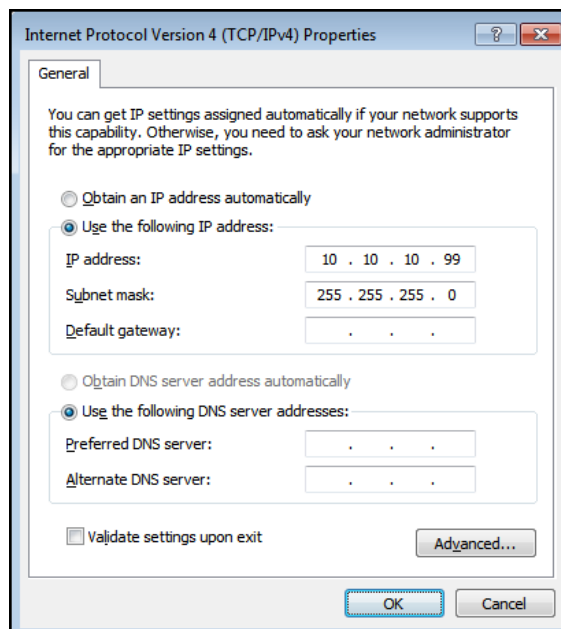 Internet Protocol Version 4 (TCP/IPv4) Properties
General
You can get IP settings assigned automatically if your network supports
this capability. Otherwise, you need to ask your network administrator
for the appropriate IP settings.
Obtain an IP address automatically
Use the following IP address:
IP address: 10 . 10 . 10 . 99
Subnet mask: 255 . 255 . 255 . 0
Default gateway: . . .
Obtain DNS server address automatically
Use the following DNS server addresses:
Preferred DNS server: . . .
Alternate DNS server: . . .
Validate settings upon exit
Advanced...
OK Cancel